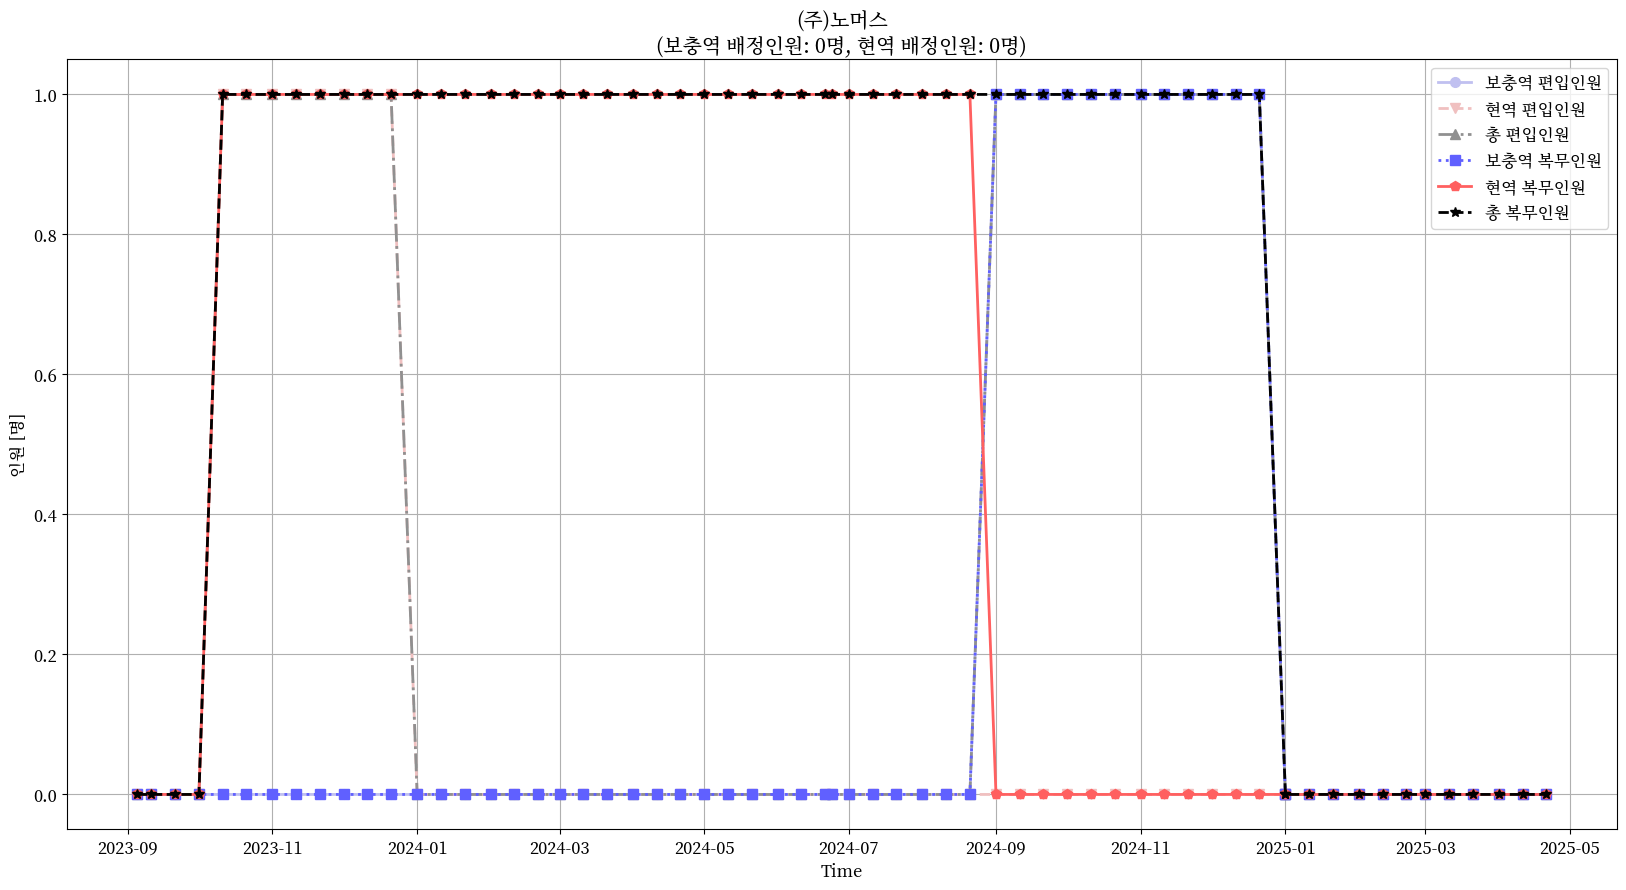 (주)노머스
(보충역 배정인원: 0명, 현역 배정인원: 0명)
보충역 편입인원
현역 편입인원
총 편입인원
보충역 복무인원
현역 복무인원
총 복무인원
인원 [명]
1.0
0.8
0.6
0.4
0.2
0.0
2023-09 2023-11 2024-01 2024-03 2024-05 2024-07 2024-09 2024-11 2025-01 2025-03 2025-05
Time